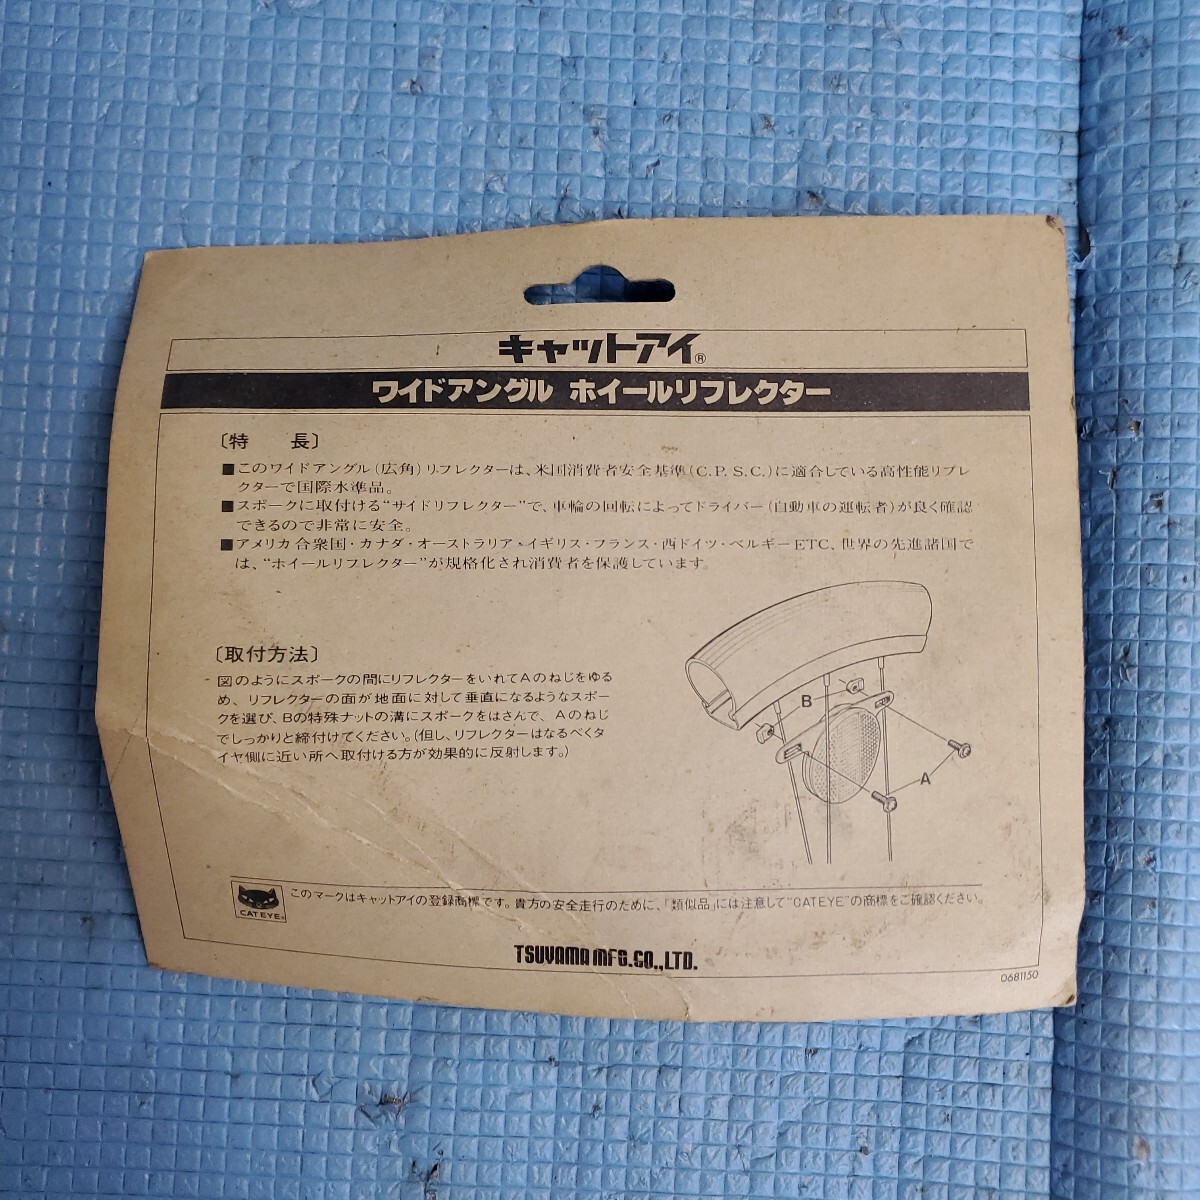 キャットアイ®
ワイドアングル ホイールリフレクター
〔特 長〕
■このワイドアングル(広角)リフレクターは、米国消費者安全基準(C.P.S.C.)に適合している高性能リフレ
クターで国際水準品。
■スポークに取付ける“サイドリフレクター”で、車輪の回転によってドライバー(自動車の運転者)が良く確認
できるので非常に安全。
■アメリカ合衆国・カナダ・オーストラリア・イギリス・フランス・西ドイツ・ベルギーETC、世界の先進諸国で
は、“ホイールリフレクター”が規格化され消費者を保護しています。
〔取付方法〕
図のようにスポークの間にリフレクターをいれてAのねじをゆる
め、リフレクターの面が地面に対して垂直になるようなスポー
クを選び、Bの特殊ナットの溝にスポークをはさんで、Aのねじ
でしっかりと締付けてください。(但し、リフレクターはなるべくタ
イヤ側に近い所へ取付ける方が効果的に反射します。)
B
A
CATEYE®
このマークはキャットアイの登録商標です。貴方の安全走行のために、「類似品」には注意して“CATEYE”の商標をご確認ください。
TSUYAMA MFG.CO.,LTD.
0681150